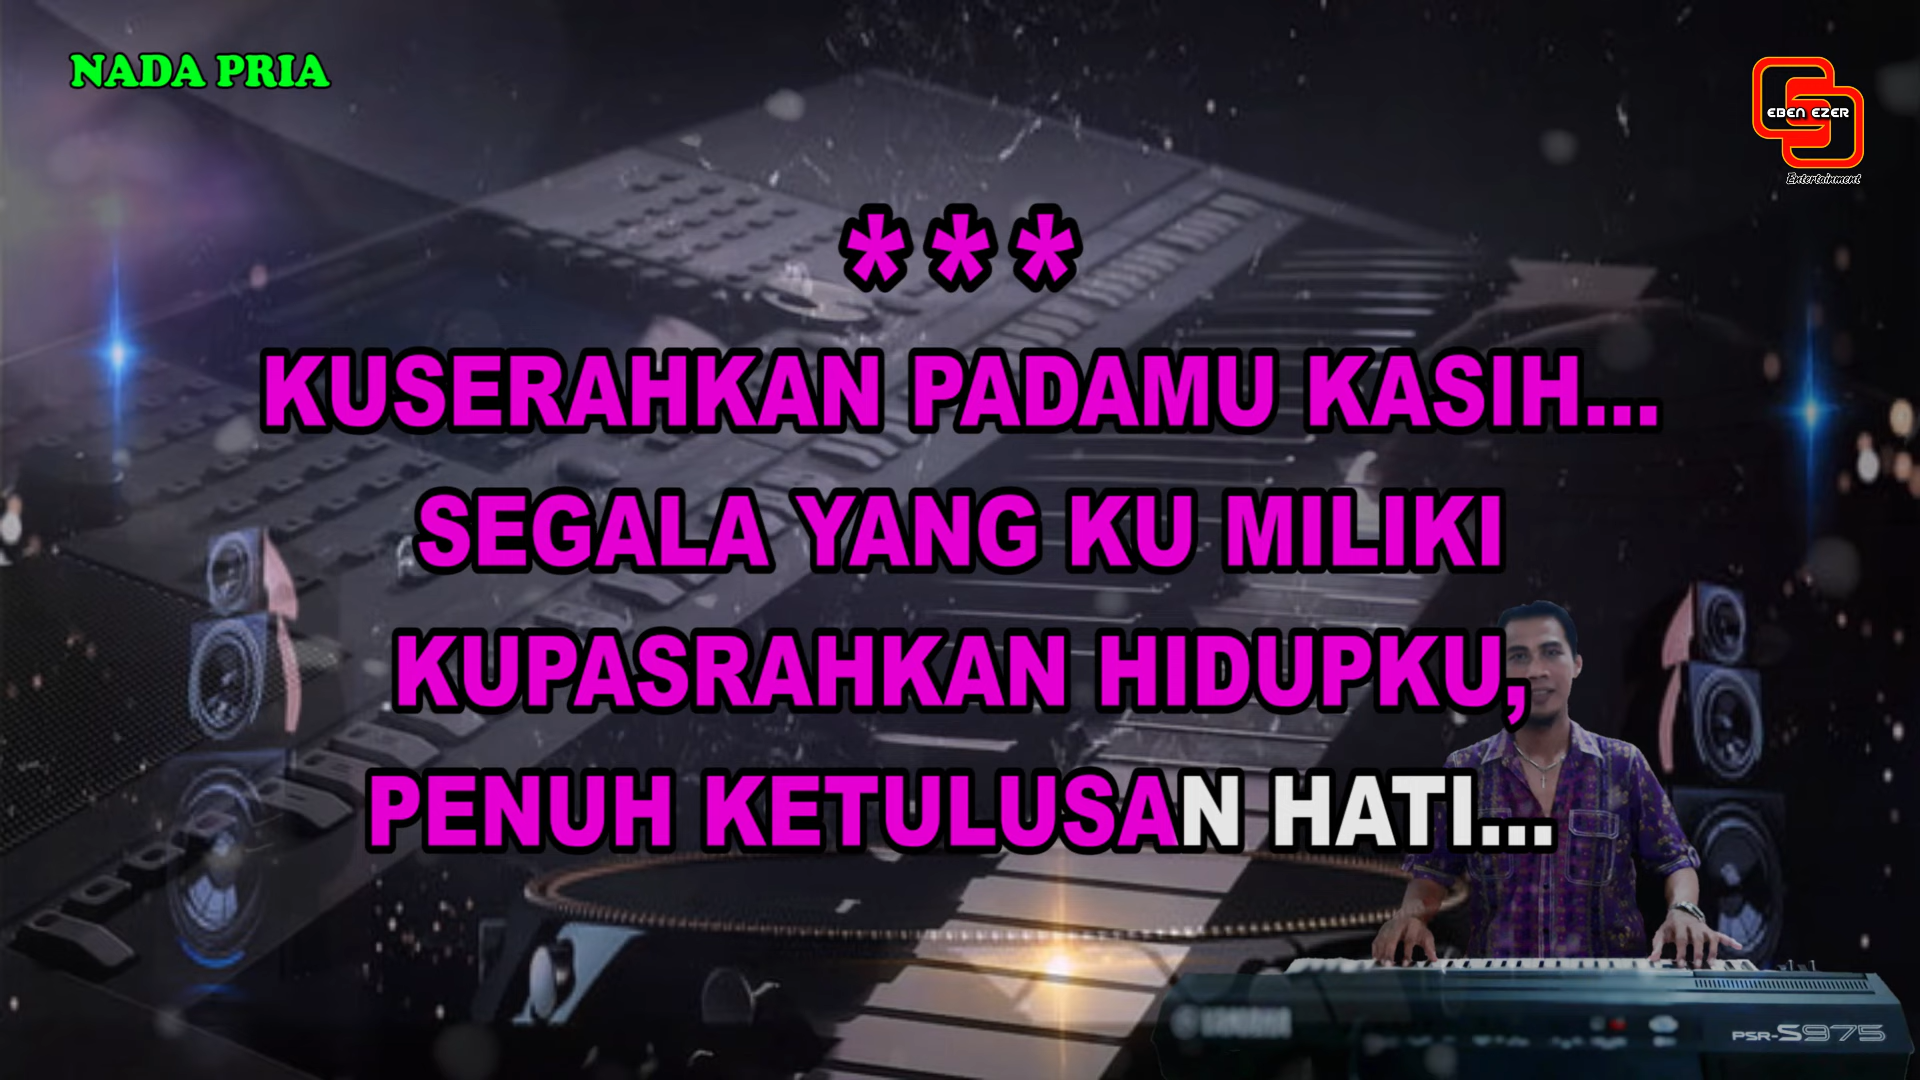 NADA PRIA
EBEN EZER
Entertainment
***
KUSERAHKAN PADAMU KASIH...
SEGALA YANG KU MILIKI
KUPASRAHKAN HIDUPKU,
PENUH KETULUSAN HATI...
YAMAHA
PSR-S975